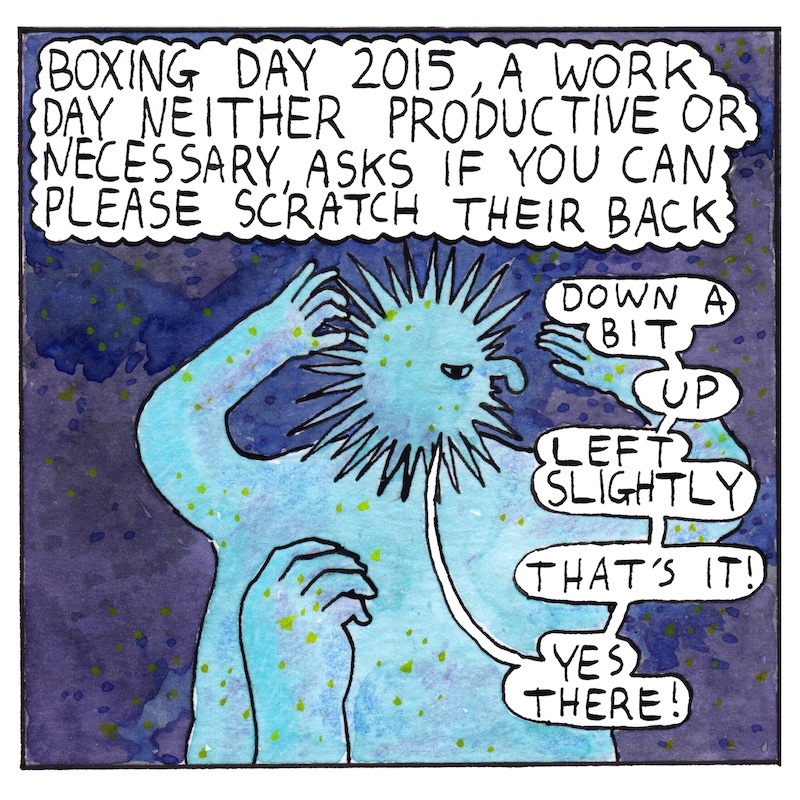 BOXING DAY 2015, A WORK
DAY NEITHER PRODUCTIVE OR
NECESSARY, ASKS IF YOU CAN
PLEASE SCRATCH THEIR BACK
DOWN A
BIT
UP
LEFT
SLIGHTLY
THAT'S IT!
YES
THERE!